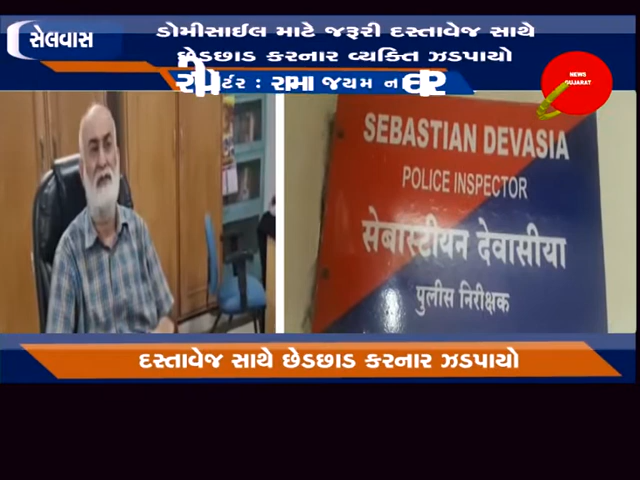 સેલવાસ
ડોમીસાઈલ માટે જરૂરી દસ્તાવેજ સાથે
છેડછાડ કરનાર વ્યક્તિ ઝડપાયો
જયમ
NEWS
GUJARAT
SEBASTIAN DEVASIA
POLICE INSPECTOR
सेबास्टीयन देवासीया
पुलीस निरीक्षक
દસ્તાવેજ સાથે છેડછાડ કરનાર ઝડપાયો